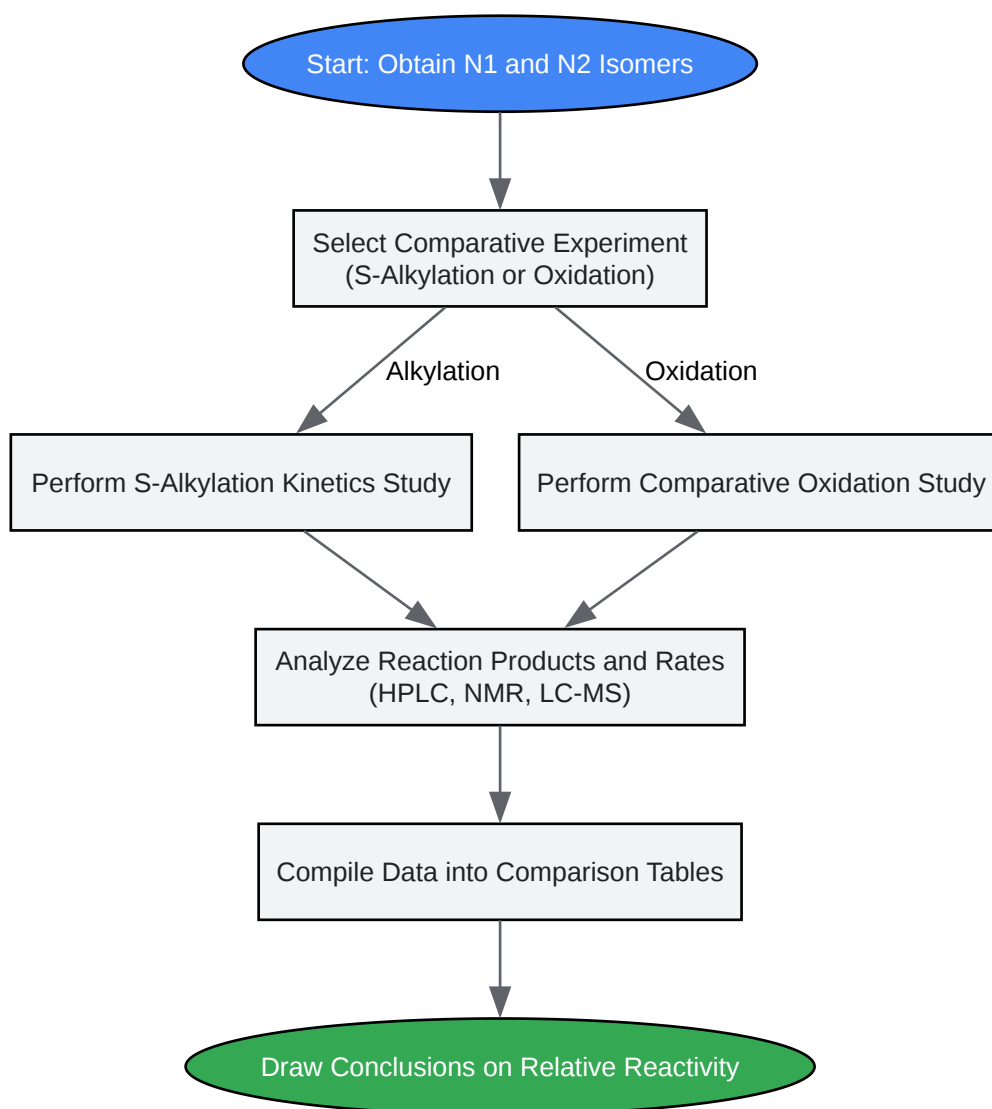 Start: Obtain N1 and N2 Isomers
Select Comparative Experiment
(S-Alkylation or Oxidation)
Alkylation
Oxidation
Perform S-Alkylation Kinetics Study
Perform Comparative Oxidation Study
Analyze Reaction Products and Rates
(HPLC, NMR, LC-MS)
Compile Data into Comparison Tables
Draw Conclusions on Relative Reactivity